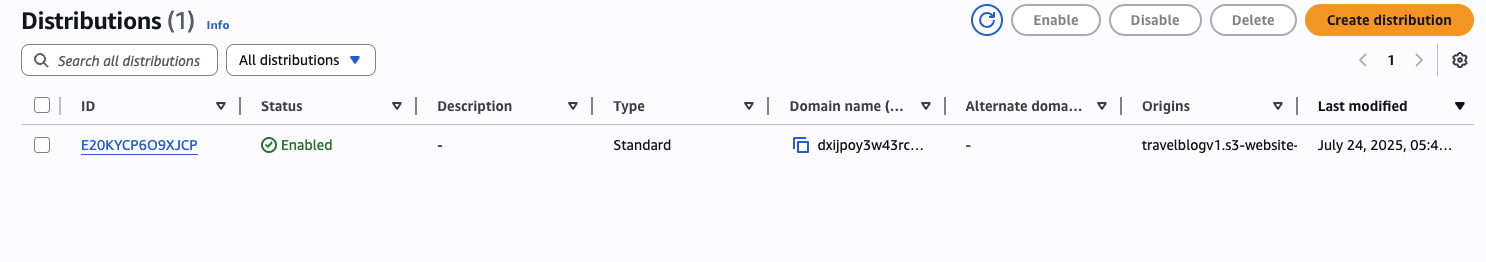 Distributions (1) Info
Enable Disable Delete Create distribution
Search all distributions All distributions 1
ID Status Description Type Domain name (... Alternate doma... Origins Last modified
E20KYCP6O9XJCP Enabled - Standard dxijpoy3w43rc... - travelblogv1.s3-website- July 24, 2025, 05:4...